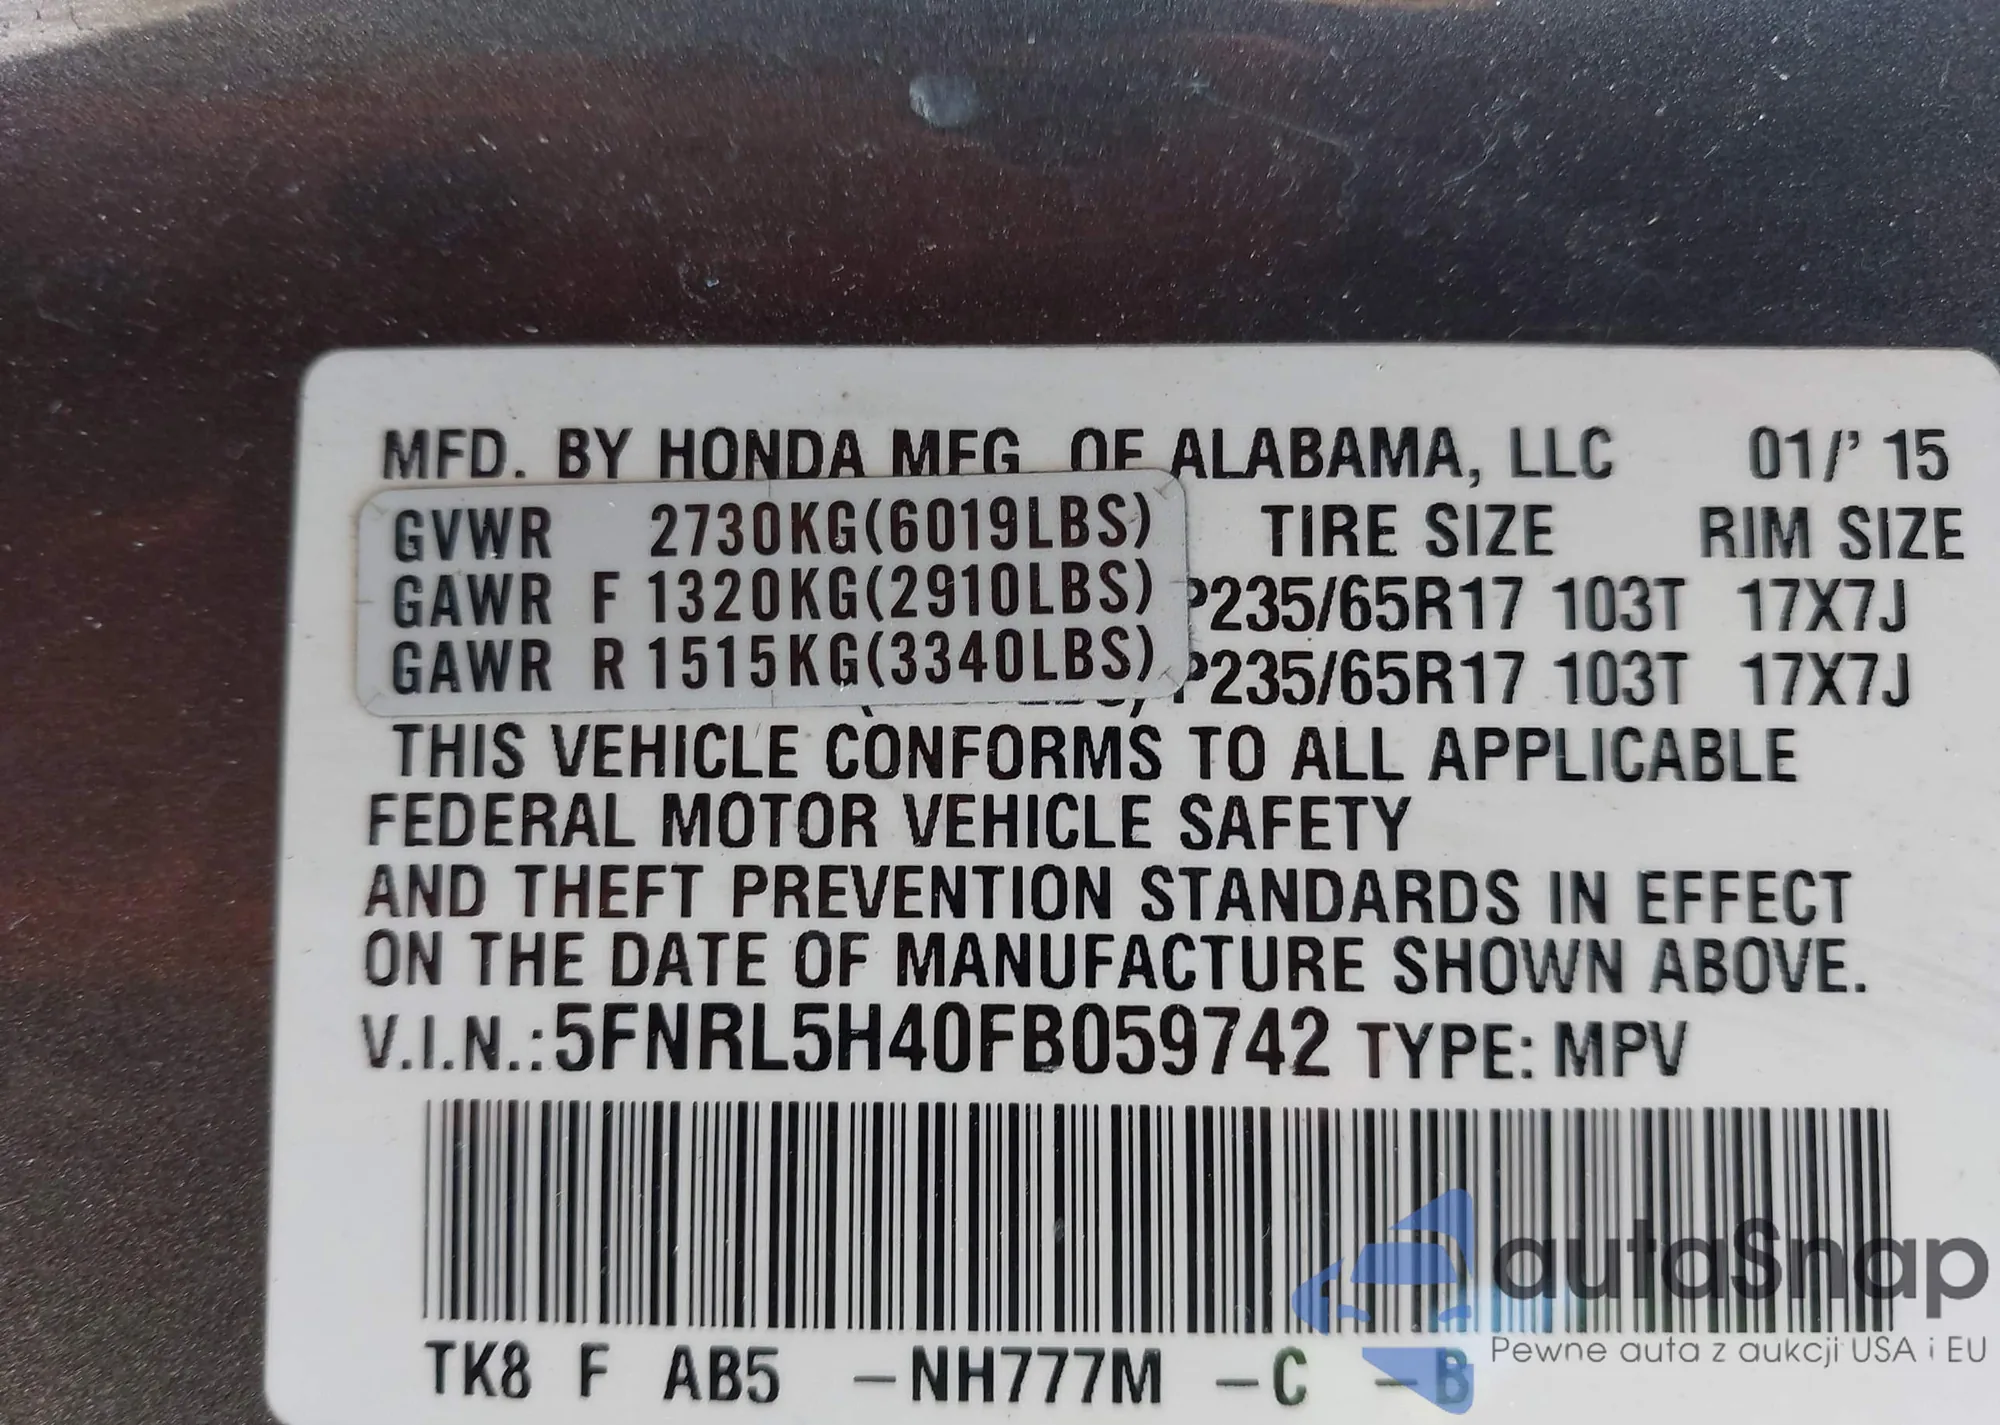 MFD. BY HONDA MFG. OF ALABAMA, LLC 01/'15
GVWR 2730KG(6019LBS) TIRE SIZE RIM SIZE
GAWR F 1320KG(2910LBS) P235/65R17 103T 17X7J
GAWR R 1515KG(3340LBS) P235/65R17 103T 17X7J
THIS VEHICLE CONFORMS TO ALL APPLICABLE
FEDERAL MOTOR VEHICLE SAFETY
AND THEFT PREVENTION STANDARDS IN EFFECT
ON THE DATE OF MANUFACTURE SHOWN ABOVE.
V.I.N.:5FNRL5H40FB059742 TYPE: MPV
TK8 F AB5 –NH777M –C –B
autaSnap
Pewne auta z aukcji USA i EU